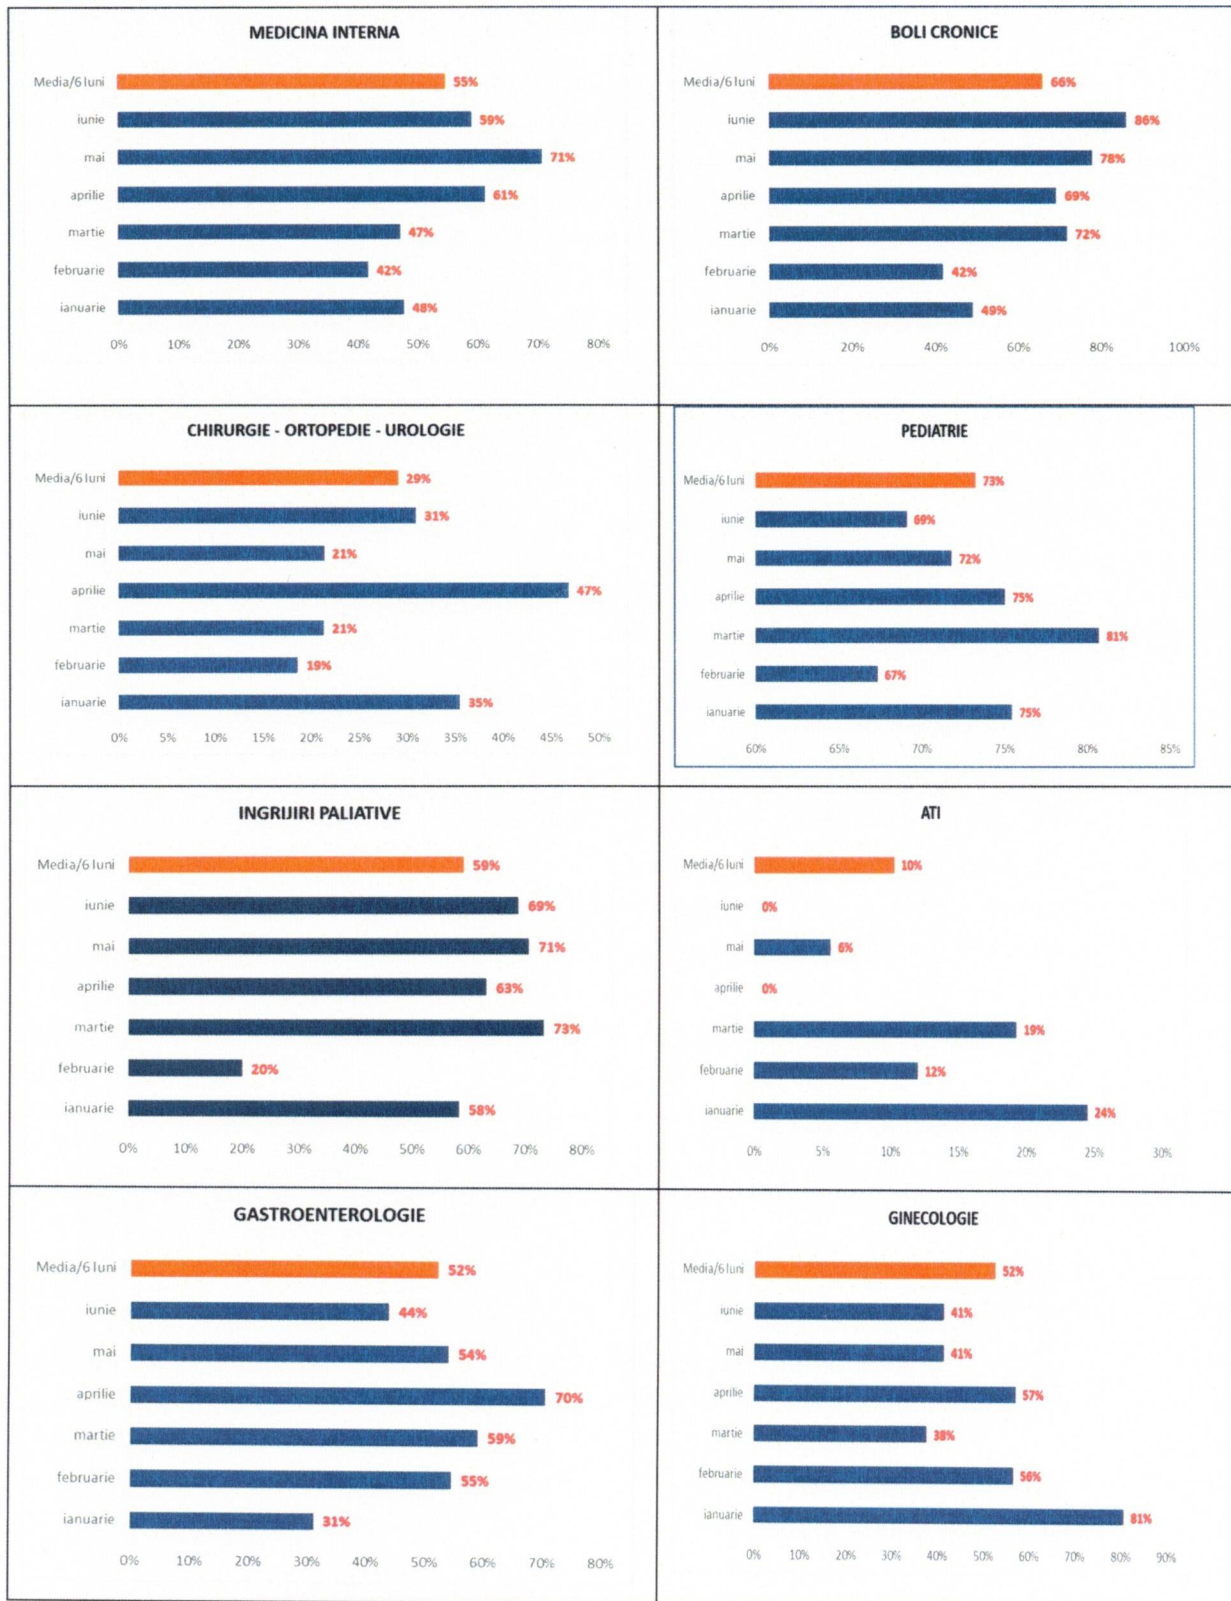 MEDICINA INTERNA
Media/6 luni 55%
iunie 59%
mai 71%
aprilie 61%
martie 47%
februarie 42%
ianuarie 48%
0% 10% 20% 30% 40% 50% 60% 70% 80%
BOLI CRONICE
Media/6 luni 66%
iunie 86%
mai 78%
aprilie 69%
martie 72%
februarie 42%
ianuarie 49%
0% 20% 40% 60% 80% 100%
CHIRURGIE - ORTOPEDIE - UROLOGIE
Media/6 luni 29%
iunie 31%
mai 21%
aprilie 47%
martie 21%
februarie 19%
ianuarie 35%
0% 5% 10% 15% 20% 25% 30% 35% 40% 45% 50%
PEDIATRIE
Media/6 luni 73%
iunie 69%
mai 72%
aprilie 75%
martie 81%
februarie 67%
ianuarie 75%
60% 65% 70% 75% 80% 85%
INGRIJIRI PALIATIVE
Media/6 luni 59%
iunie 69%
mai 71%
aprilie 63%
martie 73%
februarie 20%
ianuarie 58%
0% 10% 20% 30% 40% 50% 60% 70% 80%
ATI
Media/6 luni 10%
iunie 0%
mai 6%
aprilie 0%
martie 19%
februarie 12%
ianuarie 24%
0% 5% 10% 15% 20% 25% 30%
GASTROENTEROLOGIE
Media/6 luni 52%
iunie 44%
mai 54%
aprilie 70%
martie 59%
februarie 55%
ianuarie 31%
0% 10% 20% 30% 40% 50% 60% 70% 80%
GINECOLOGIE
Media/6 luni 52%
iunie 41%
mai 41%
aprilie 57%
martie 38%
februarie 56%
ianuarie 81%
0% 10% 20% 30% 40% 50% 60% 70% 80% 90%